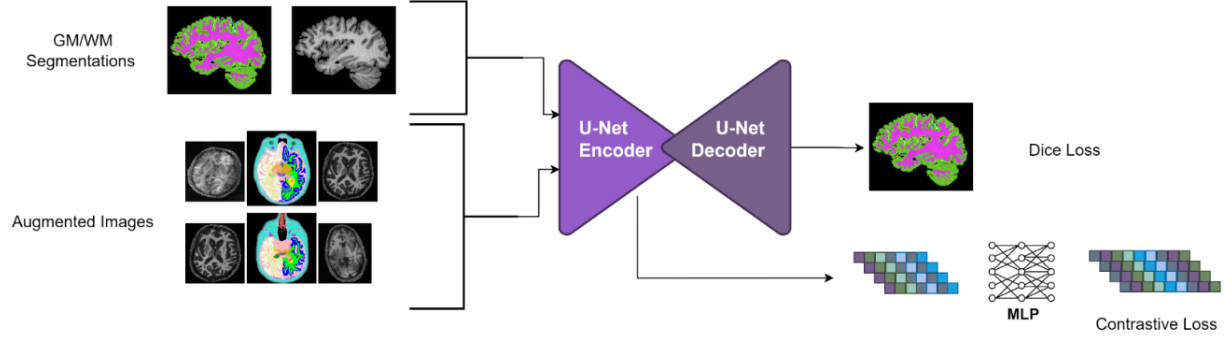 GM/WM
Segmentations
Augmented Images
U-Net
Encoder
U-Net
Decoder
Dice Loss
MLP
Contrastive Loss